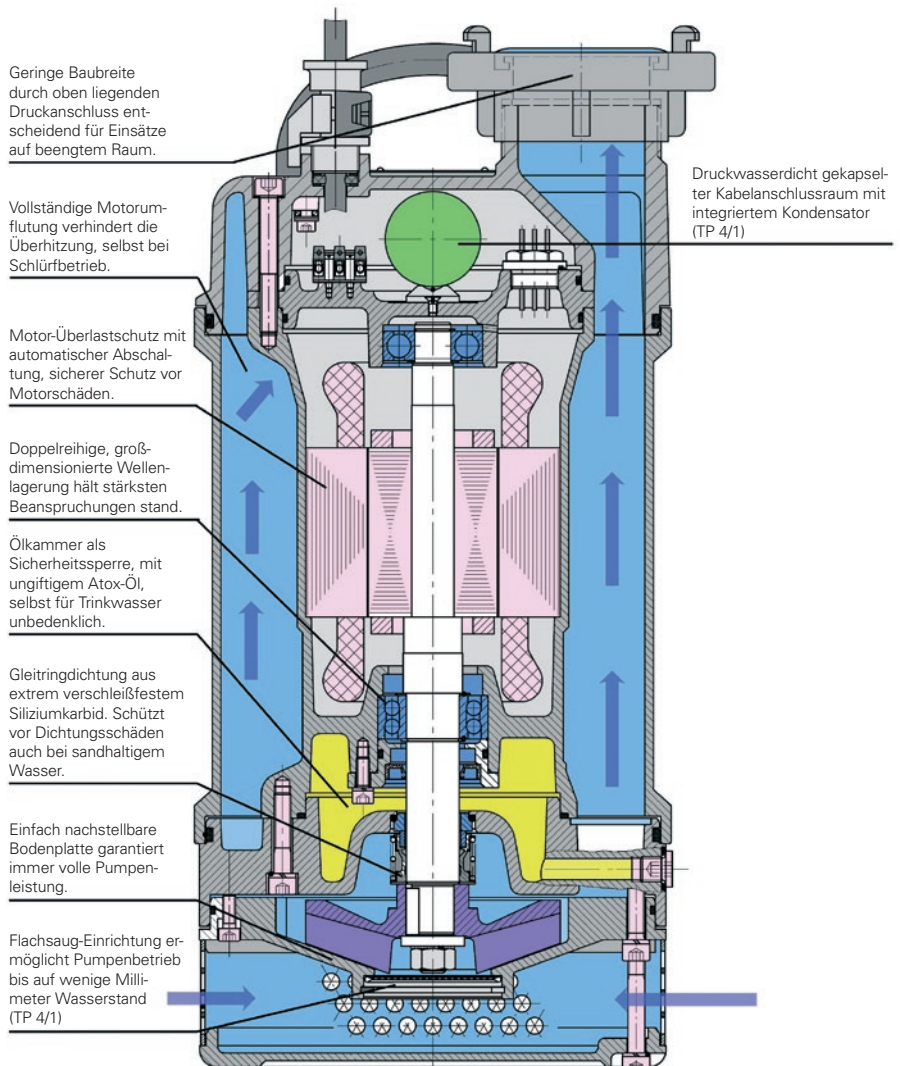 Geringe Baubreite
durch oben liegenden
Druckanschluss ent-
scheidend für Einsätze
auf beengtem Raum.
Vollständige Motorum-
flutung verhindert die
Überhitzung, selbst bei
Schlürfbetrieb.
Motor-Überlastschutz mit
automatischer Abschal-
tung, sicherer Schutz vor
Motorschäden.
Doppelreihige, groß-
dimensionierte Wellen-
lagerung hält stärksten
Beanspruchungen stand.
Ölkammer als
Sicherheitssperre, mit
ungiftigem Atox-Öl,
selbst für Trinkwasser
unbedenklich.
Gleitringdichtung aus
extrem verschleißfestem
Siliziumkarbid. Schützt
vor Dichtungsschäden
auch bei sandhaltigem
Wasser.
Einfach nachstellbare
Bodenplatte garantiert
immer volle Pumpen-
leistung.
Flachsaug-Einrichtung er-
möglicht Pumpenbetrieb
bis auf wenige Milli-
meter Wasserstand
(TP 4/1)
Druckwasserdicht gekapsel-
ter Kabelanschlussraum mit
integriertem Kondensator
(TP 4/1)